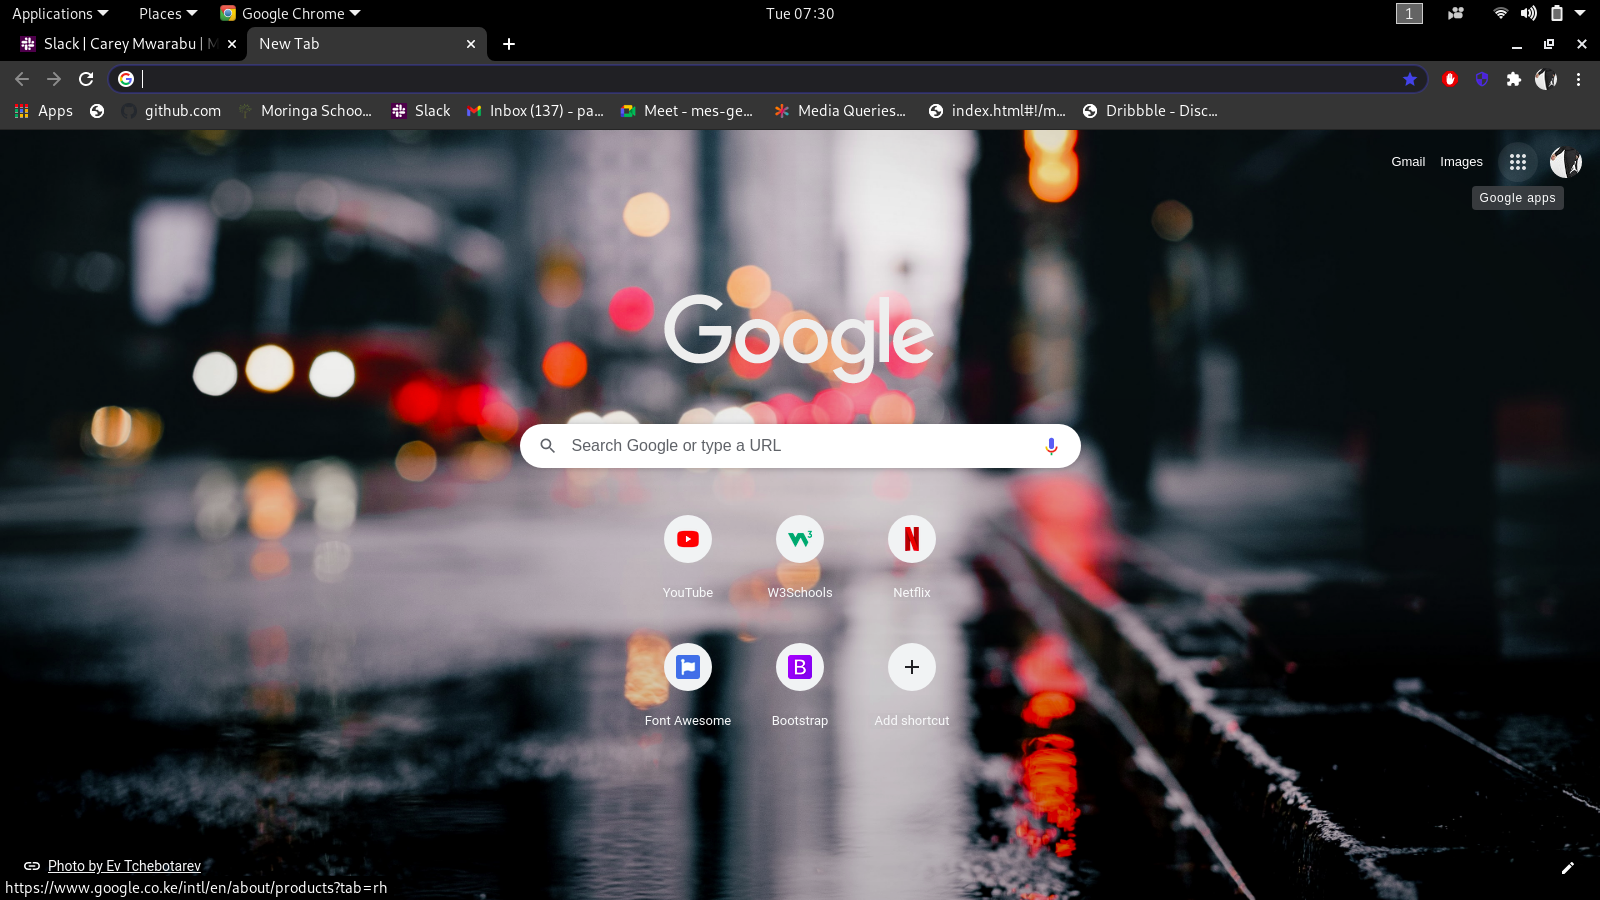 Applications Places Google Chrome Tue 07:30 1
Slack | Carey Mwarabu | New Tab
Apps github.com Moringa Schoo... Slack Inbox (137) - pa... Meet - mes-ge... Media Queries... index.html#!/m... Dribbble - Disc...
Gmail Images
Google apps
Google
Search Google or type a URL
YouTube W3Schools Netflix
Font Awesome Bootstrap Add shortcut
Photo by Ev Tchebotarev
https://www.google.co.ke/intl/en/about/products?tab=rh